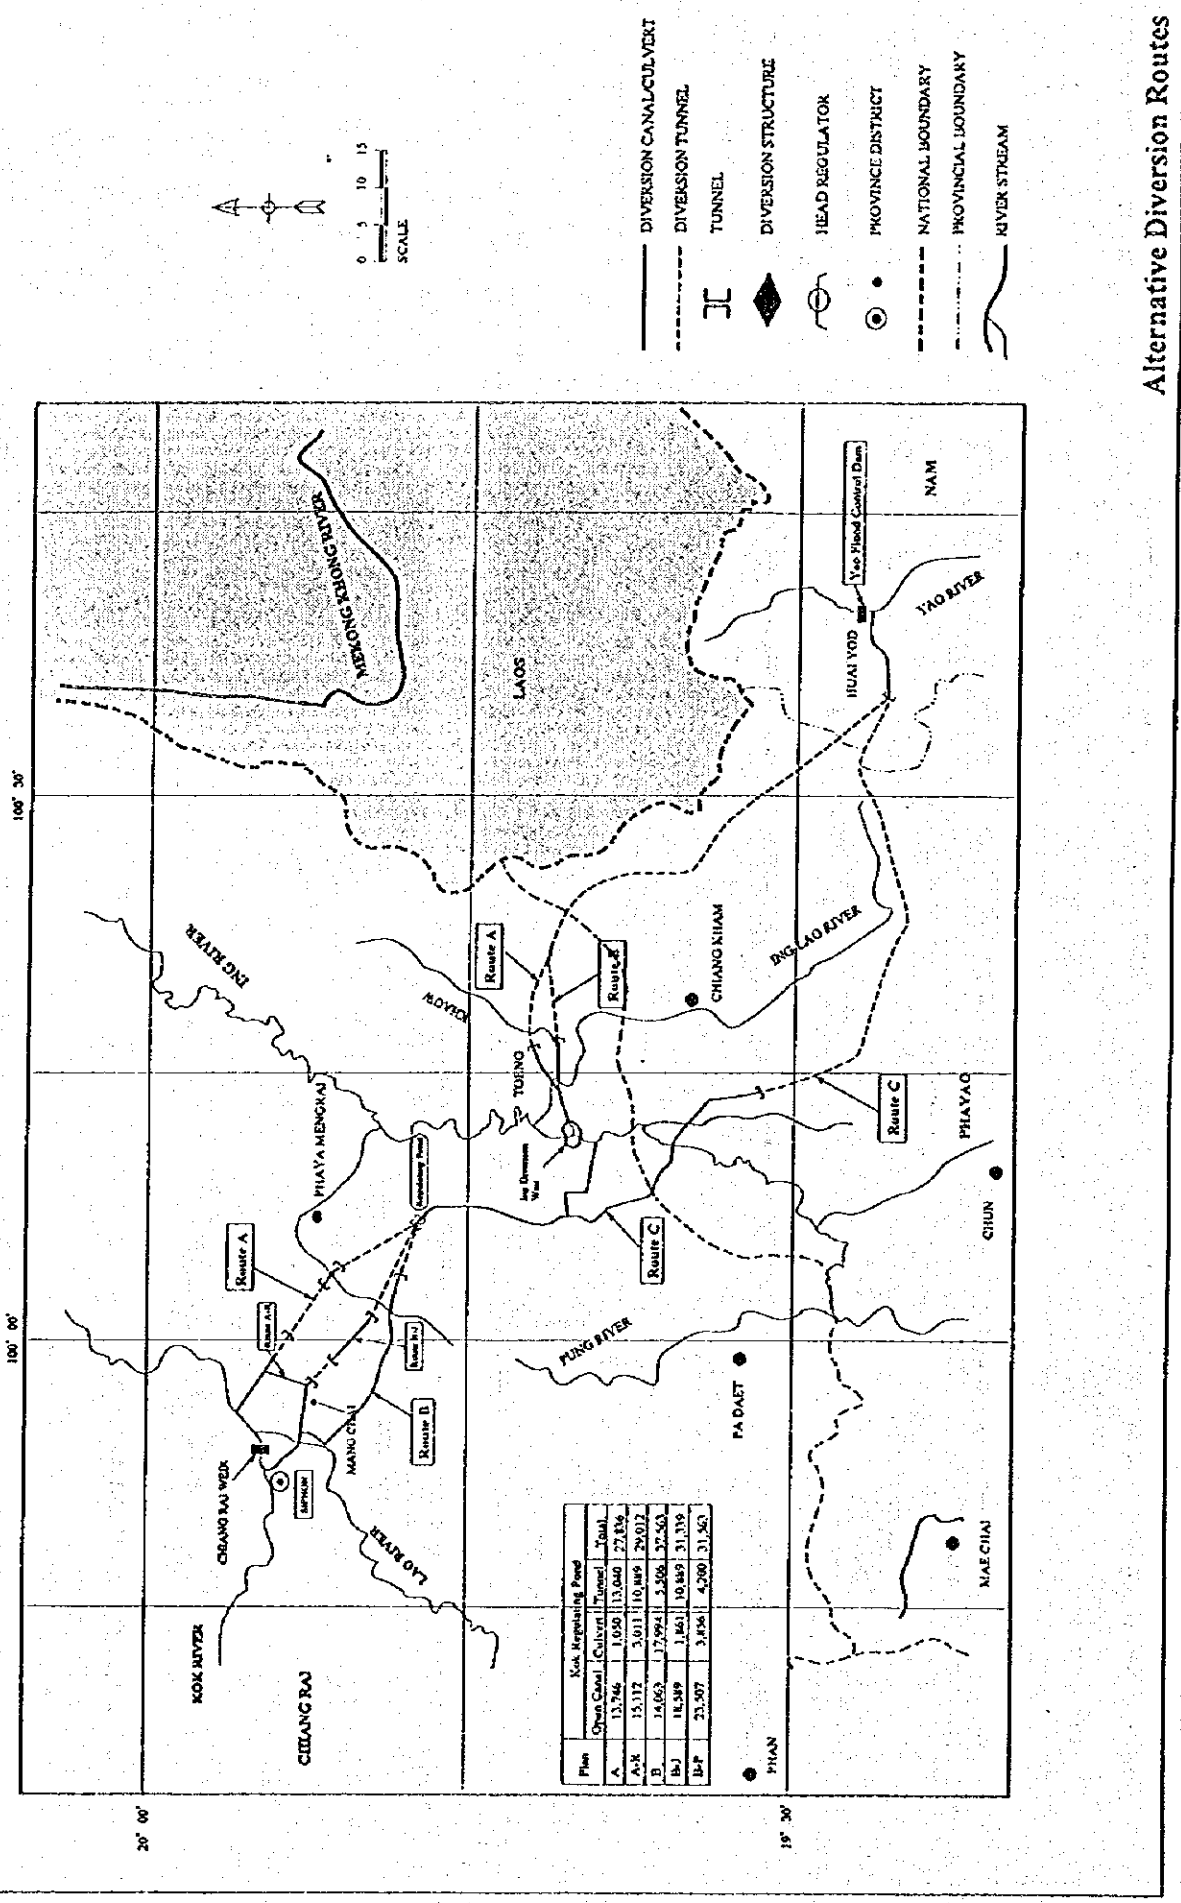 Alternative Diversion Routes
0 5 10 15
SCALE
DIVERSION CANAL/CULVERT
DIVERSION TUNNEL
TUNNEL
DIVERSION STRUCTURE
HEAD REGULATOR
PROVINCE DISTRICT
NATIONAL BOUNDARY
PROVINCIAL BOUNDARY
RIVER STREAM
100° 00'
100° 30'
20° 00'
19° 30'
KOK RIVER
CHIANG RAI
CHIANG RAI WEIR
SIPHON
LAO RIVER
Route A
Route B
PHAYA MENGRAI
ING RIVER
MEKONG KHONG RIVER
LAOS
TOENG
Route A
Route B
Route C
CHIANG KHAM
ING LAO RIVER
Route C
PHAYAO
CHUN
PUNG RIVER
PA DAET
MAE CHAI
PHAN
HUAI YOD
Yao Flood Control Dam
YAO RIVER
NAM
Kok Regulating Pond
Plan Open Canal Culvert Tunnel Total
A 13,746 1,050 13,040 27,836
15,112 3,011 10,889 29,012
B 14,063 17,994 5,506 37,563
18,589 1,861 10,889 31,339
23,507 3,856 4,200 31,563